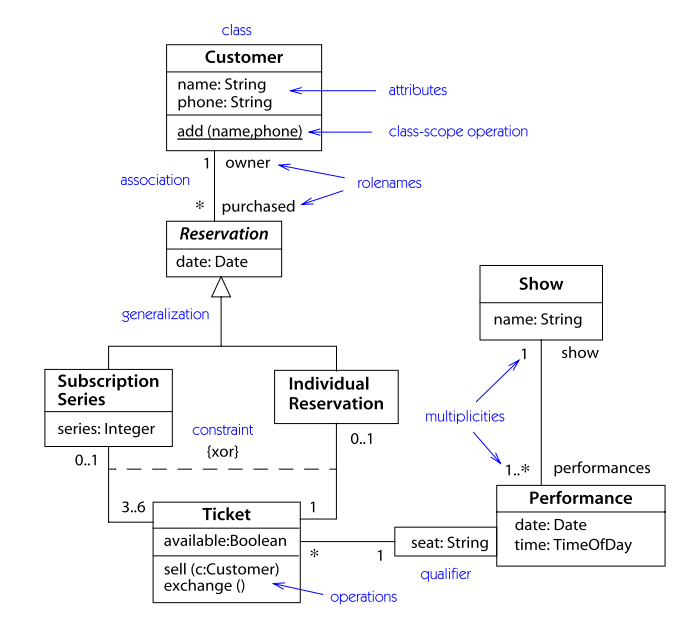 class
Customer
name: String
phone: String
attributes
add (name,phone)
class-scope operation
1
owner
association
rolenames
*
purchased
Reservation
date: Date
generalization
Show
name: String
1
show
Subscription
Series
series: Integer
Individual
Reservation
constraint
{xor}
0..1
0..1
multiplicities
1..*
performances
3..6
1
Ticket
available:Boolean
sell (c:Customer)
exchange ()
operations
*
1
seat: String
qualifier
Performance
date: Date
time: TimeOfDay